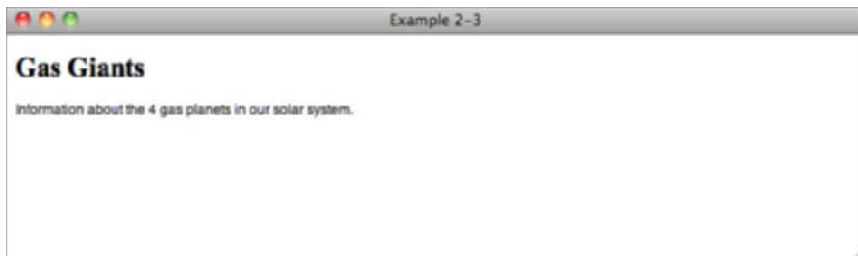 Example 2-3
Gas Giants
Information about the 4 gas planets in our solar system.